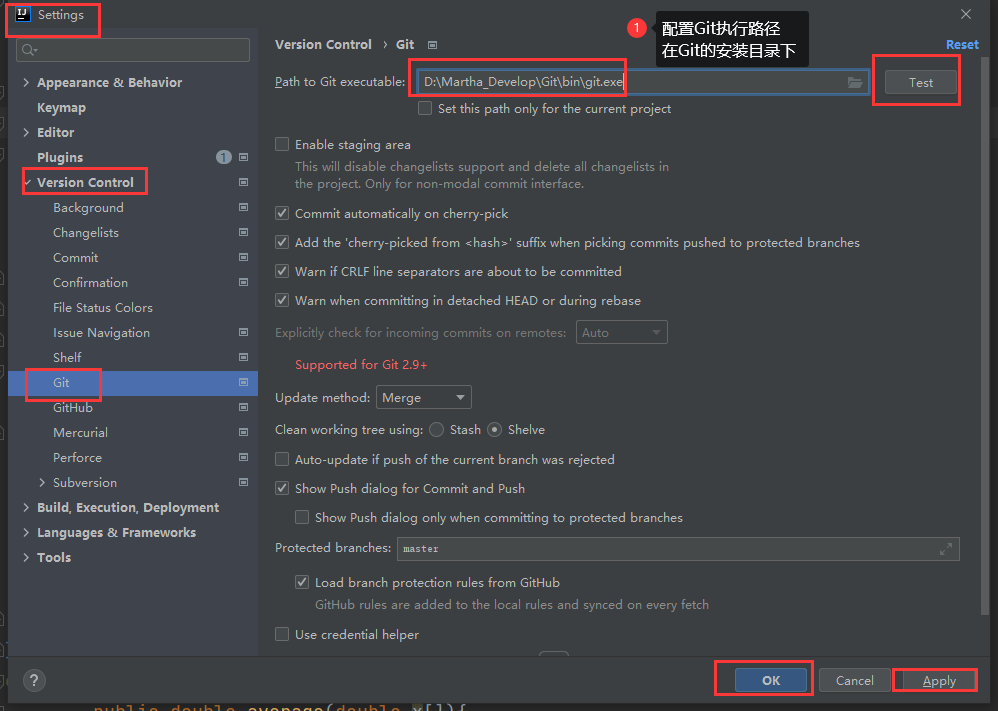 Settings
1
配置Git执行路径
在Git的安装目录下
Version Control › Git
Reset
Path to Git executable:
D:\Martha_Develop\Git\bin\git.exe
Test
Set this path only for the current project
Appearance & Behavior
Keymap
Editor
Plugins
1
Version Control
Background
Changelists
Commit
Confirmation
File Status Colors
Issue Navigation
Shelf
Git
GitHub
Mercurial
Perforce
Subversion
Build, Execution, Deployment
Languages & Frameworks
Tools
Enable staging area
This will disable changelists support and delete all changelists in
the project. Only for non-modal commit interface.
Commit automatically on cherry-pick
Add the 'cherry-picked from <hash>' suffix when picking commits pushed to protected branches
Warn if CRLF line separators are about to be committed
Warn when committing in detached HEAD or during rebase
Explicitly check for incoming commits on remotes: Auto
Supported for Git 2.9+
Update method: Merge
Clean working tree using: Stash Shelve
Auto-update if push of the current branch was rejected
Show Push dialog for Commit and Push
Show Push dialog only when committing to protected branches
Protected branches: master
Load branch protection rules from GitHub
GitHub rules are added to the local rules and synced on every fetch
Use credential helper
?
OK
Cancel
Apply
public double average(double x[]){